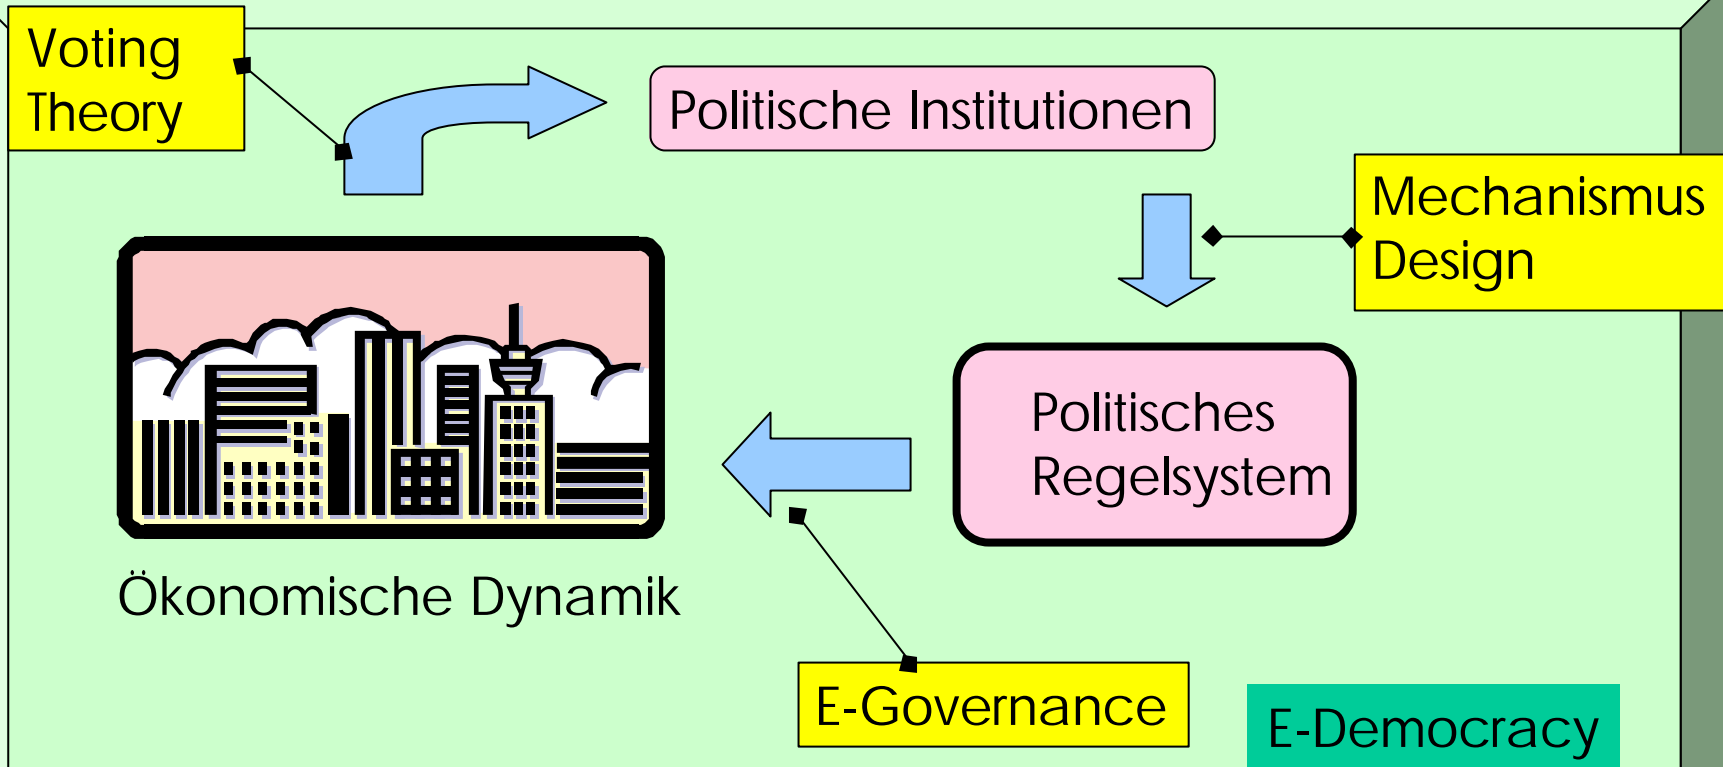 Voting
Theory
Politische Institutionen
Mechanismus
Design
Politisches
Regelsystem
Ökonomische Dynamik
E-Governance
E-Democracy